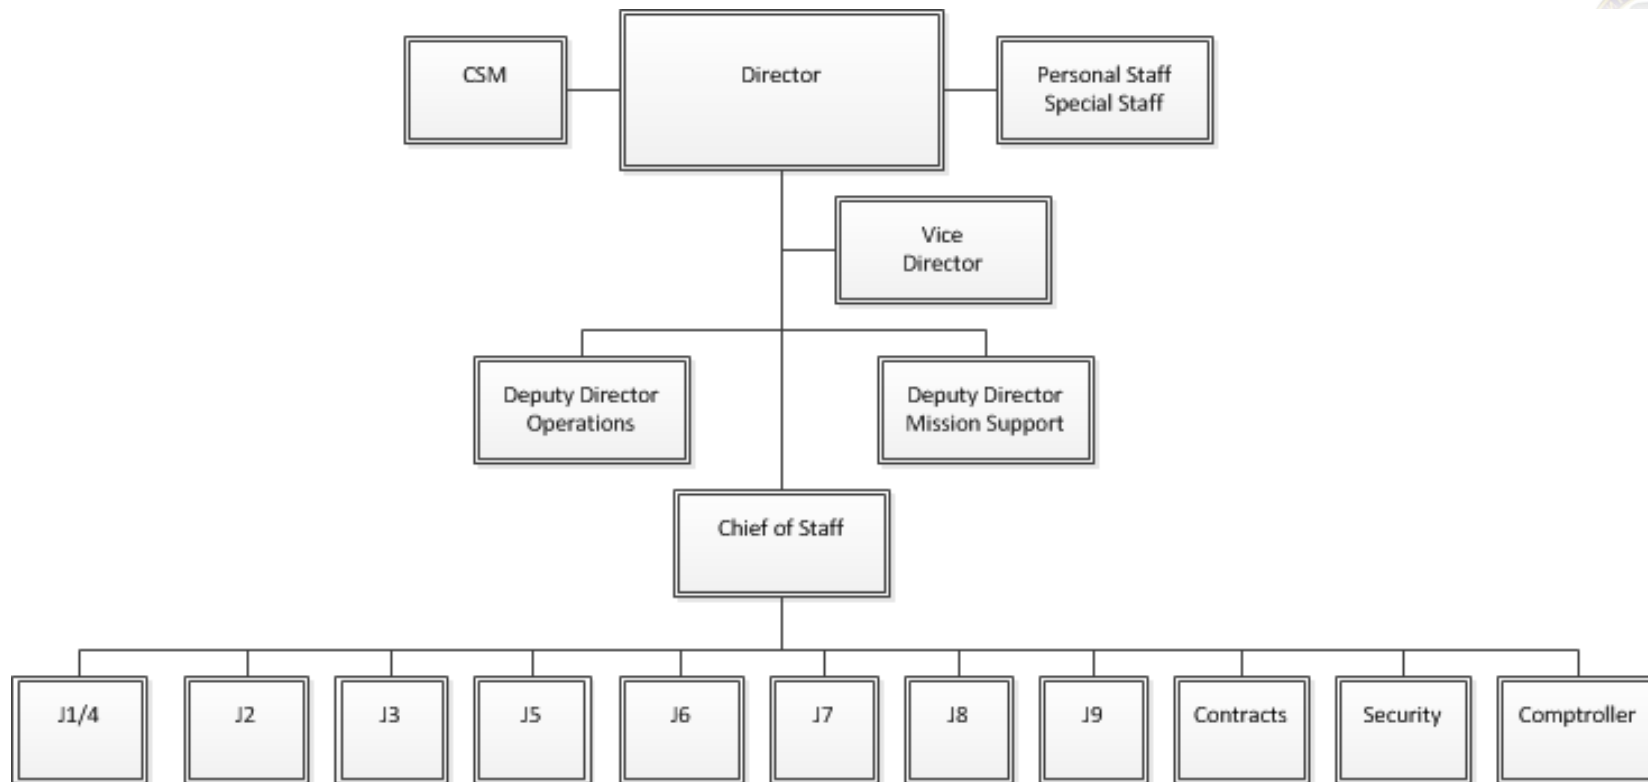 CSM
Director
Personal Staff
Special Staff
Vice
Director
Deputy Director
Operations
Deputy Director
Mission Support
Chief of Staff
J1/4
J2
J3
J5
J6
J7
J8
J9
Contracts
Security
Comptroller